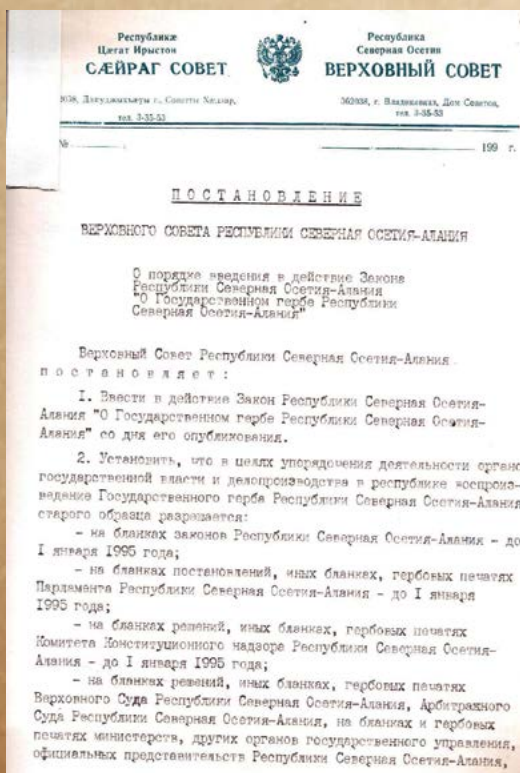 Республикæ
Цæгат Ирыстон
СÆЙРАГ СОВЕТ
Республика
Северная Осетия
ВЕРХОВНЫЙ СОВЕТ
Дзæуджыхъæуы г., Советты Хæдзар,
тел. 3-35-53
362038, г. Владикавказ, Дом Советов,
тел. 3-35-53
№
199 г.
ПОСТАНОВЛЕНИЕ
ВЕРХОВНОГО СОВЕТА РЕСПУБЛИКИ СЕВЕРНАЯ ОСЕТИЯ-АЛАНИЯ
О порядке введения в действие Закона
Республики Северная Осетия-Алания
"О Государственном гербе Республики
Северная Осетия-Алания"
Верховный Совет Республики Северная Осетия-Алания
постановляет:
I. Ввести в действие Закон Республики Северная Осетия-
Алания "О Государственном гербе Республики Северная Осетия-
Алания" со дня его опубликования.
2. Установить, что в целях упорядочения деятельности органо
государственной власти и делопроизводства в республике воспроиз-
ведение Государственного герба Республики Северная Осетия-Алания
старого образца разрешается:
- на бланках законов Республики Северная Осетия-Алания - до
I января 1995 года;
- на бланках постановлений, иных бланках, гербовых печатях
Парламента Республики Северная Осетия-Алания - до I января
1995 года;
- на бланках решений, иных бланках, гербовых печатях
Комитета Конституционного надзора Республики Северная Осетия-
Алания - до I января 1995 года;
- на бланках решений, иных бланках, гербовых печатях
Верховного Суда Республики Северная Осетия-Алания, Арбитражного
Суда Республики Северная Осетия-Алания, на бланках и гербовых
печатях министерств, других органов государственного управления,
официальных представительств Республики Северная Осетия-Алания,